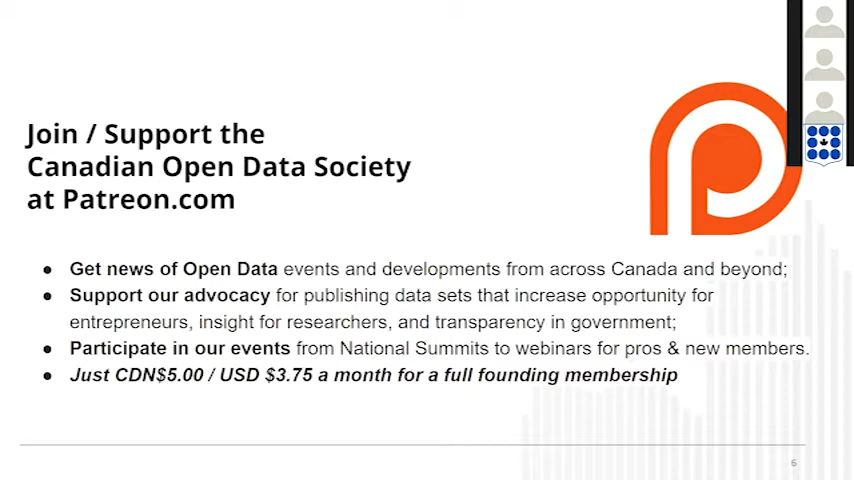 Join / Support the
Canadian Open Data Society
at Patreon.com
● Get news of Open Data events and developments from across Canada and beyond;
● Support our advocacy for publishing data sets that increase opportunity for
entrepreneurs, insight for researchers, and transparency in government;
● Participate in our events from National Summits to webinars for pros & new members.
● Just CDN$5.00 / USD $3.75 a month for a full founding membership
6